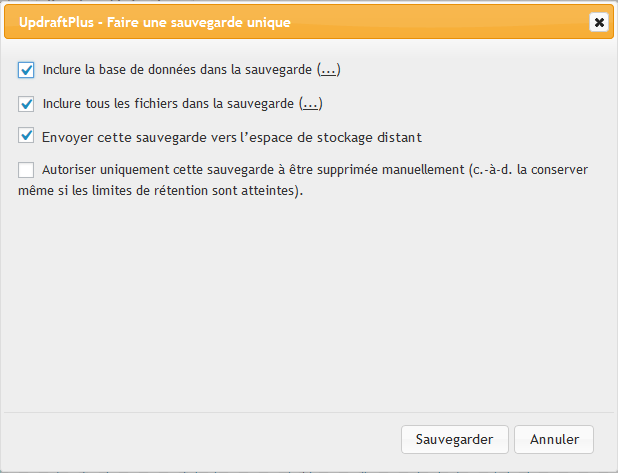 UpdraftPlus - Faire une sauvegarde unique
Inclure la base de données dans la sauvegarde (...)
Inclure tous les fichiers dans la sauvegarde (...)
Envoyer cette sauvegarde vers l'espace de stockage distant
Autoriser uniquement cette sauvegarde à être supprimée manuellement (c.-à-d. la conserver
même si les limites de rétention sont atteintes).
Sauvegarder Annuler